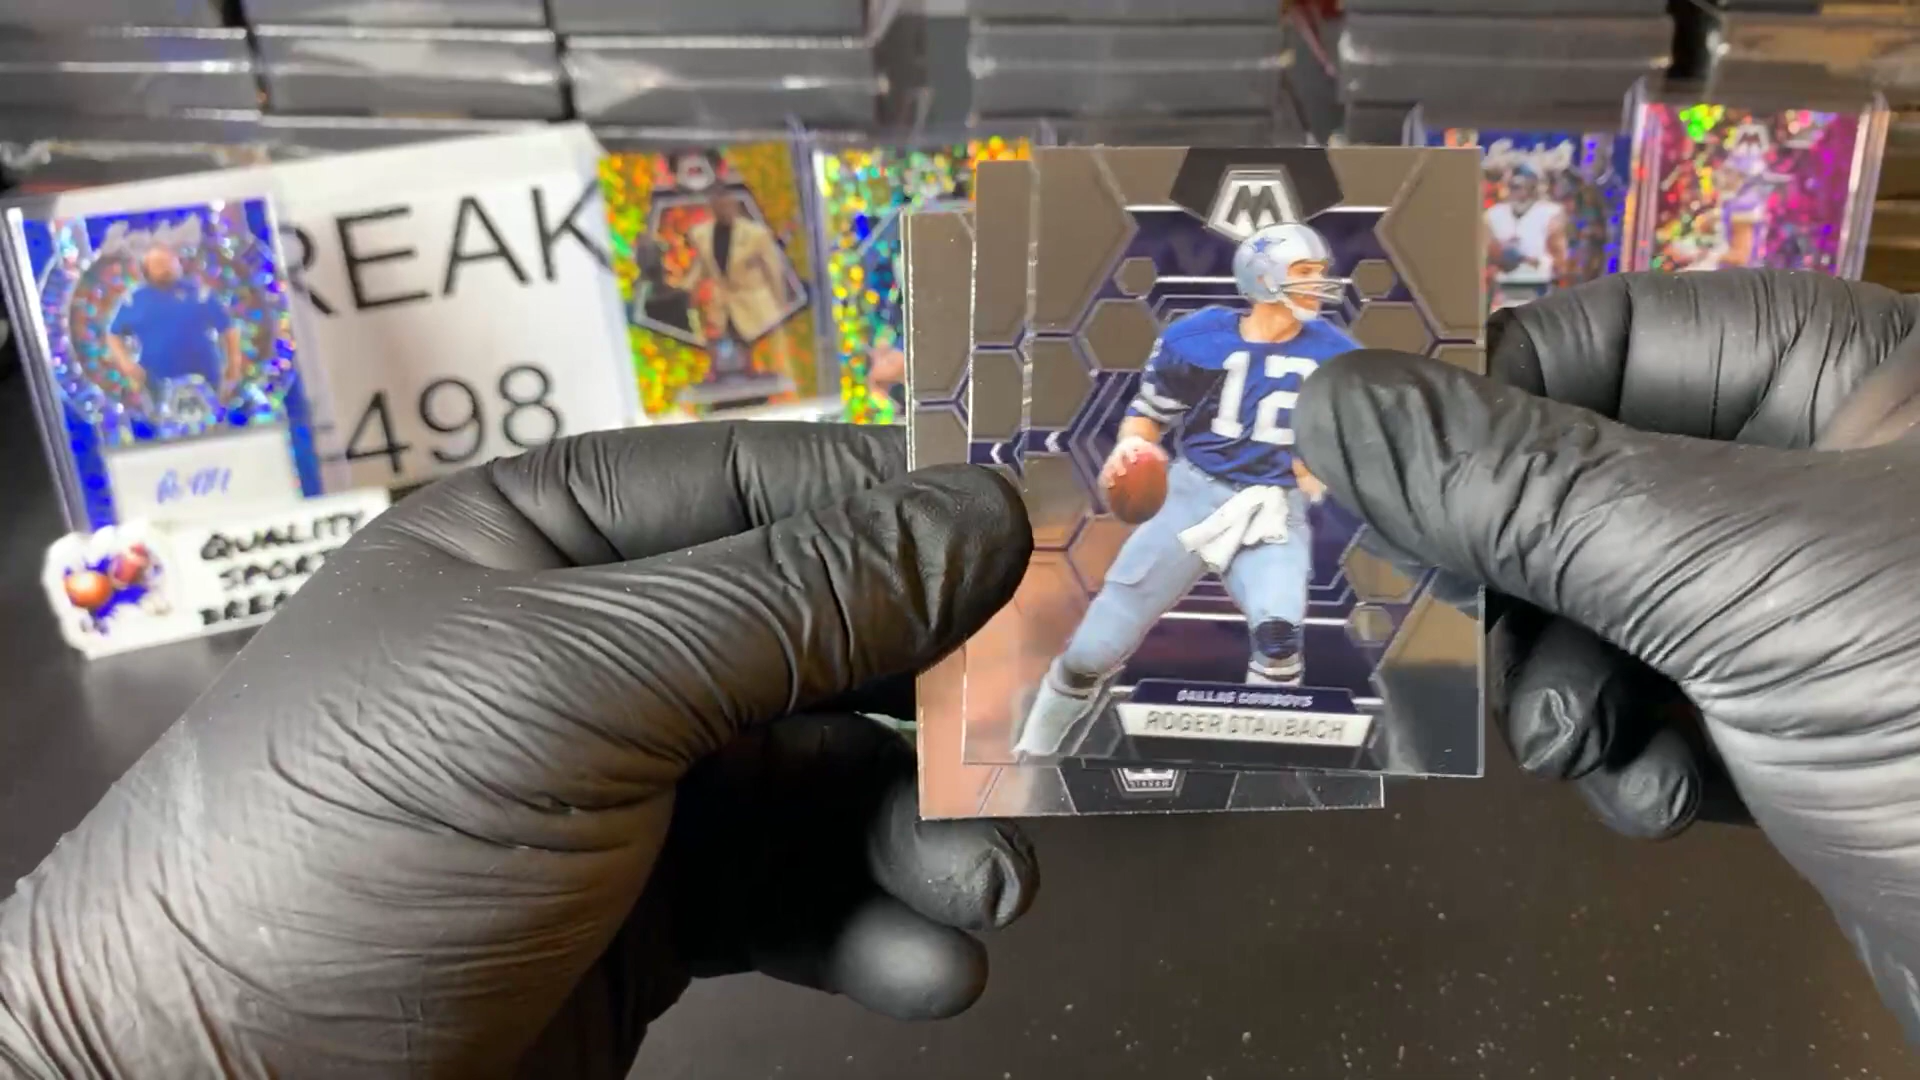 REAK
498
QUALITY
SPORT
BREA
M
12
DALLAS COWBOYS
ROGER STAUBACH